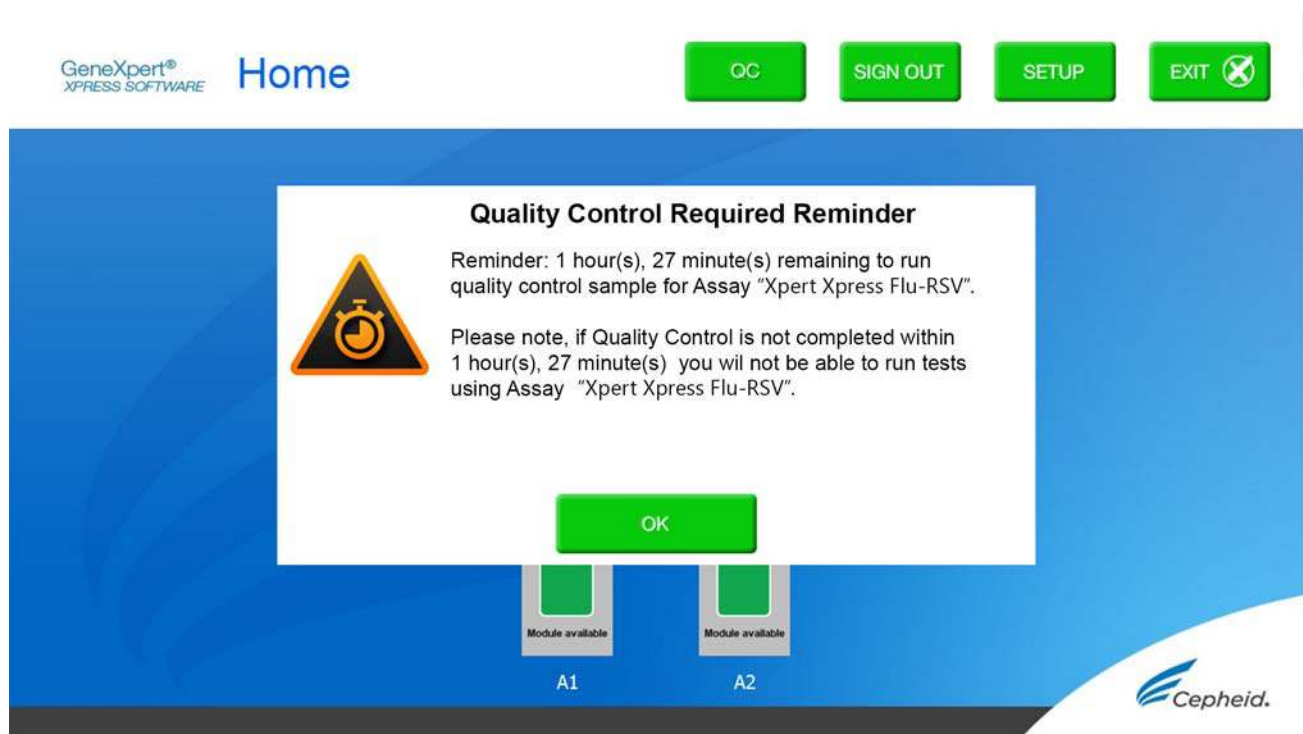 GeneXpert®
XPRESS SOFTWARE
Home
QC
SIGN OUT
SETUP
EXIT
Quality Control Required Reminder
Reminder: 1 hour(s), 27 minute(s) remaining to run
quality control sample for Assay "Xpert Xpress Flu-RSV".
Please note, if Quality Control is not completed within
1 hour(s), 27 minute(s) you wil not be able to run tests
using Assay "Xpert Xpress Flu-RSV".
OK
Module available
Module available
A1
A2
Cepheid.